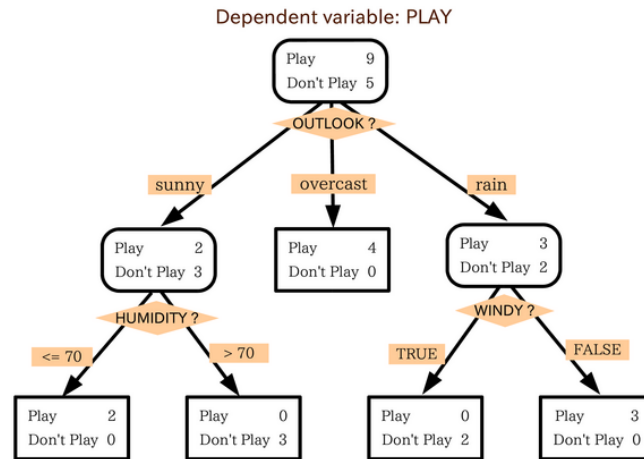 Dependent variable: PLAY
Play 9
Don't Play 5
OUTLOOK ?
sunny
overcast
rain
Play 2
Don't Play 3
Play 4
Don't Play 0
Play 3
Don't Play 2
HUMIDITY ?
WINDY ?
<= 70
> 70
TRUE
FALSE
Play 2
Don't Play 0
Play 0
Don't Play 3
Play 0
Don't Play 2
Play 3
Don't Play 0